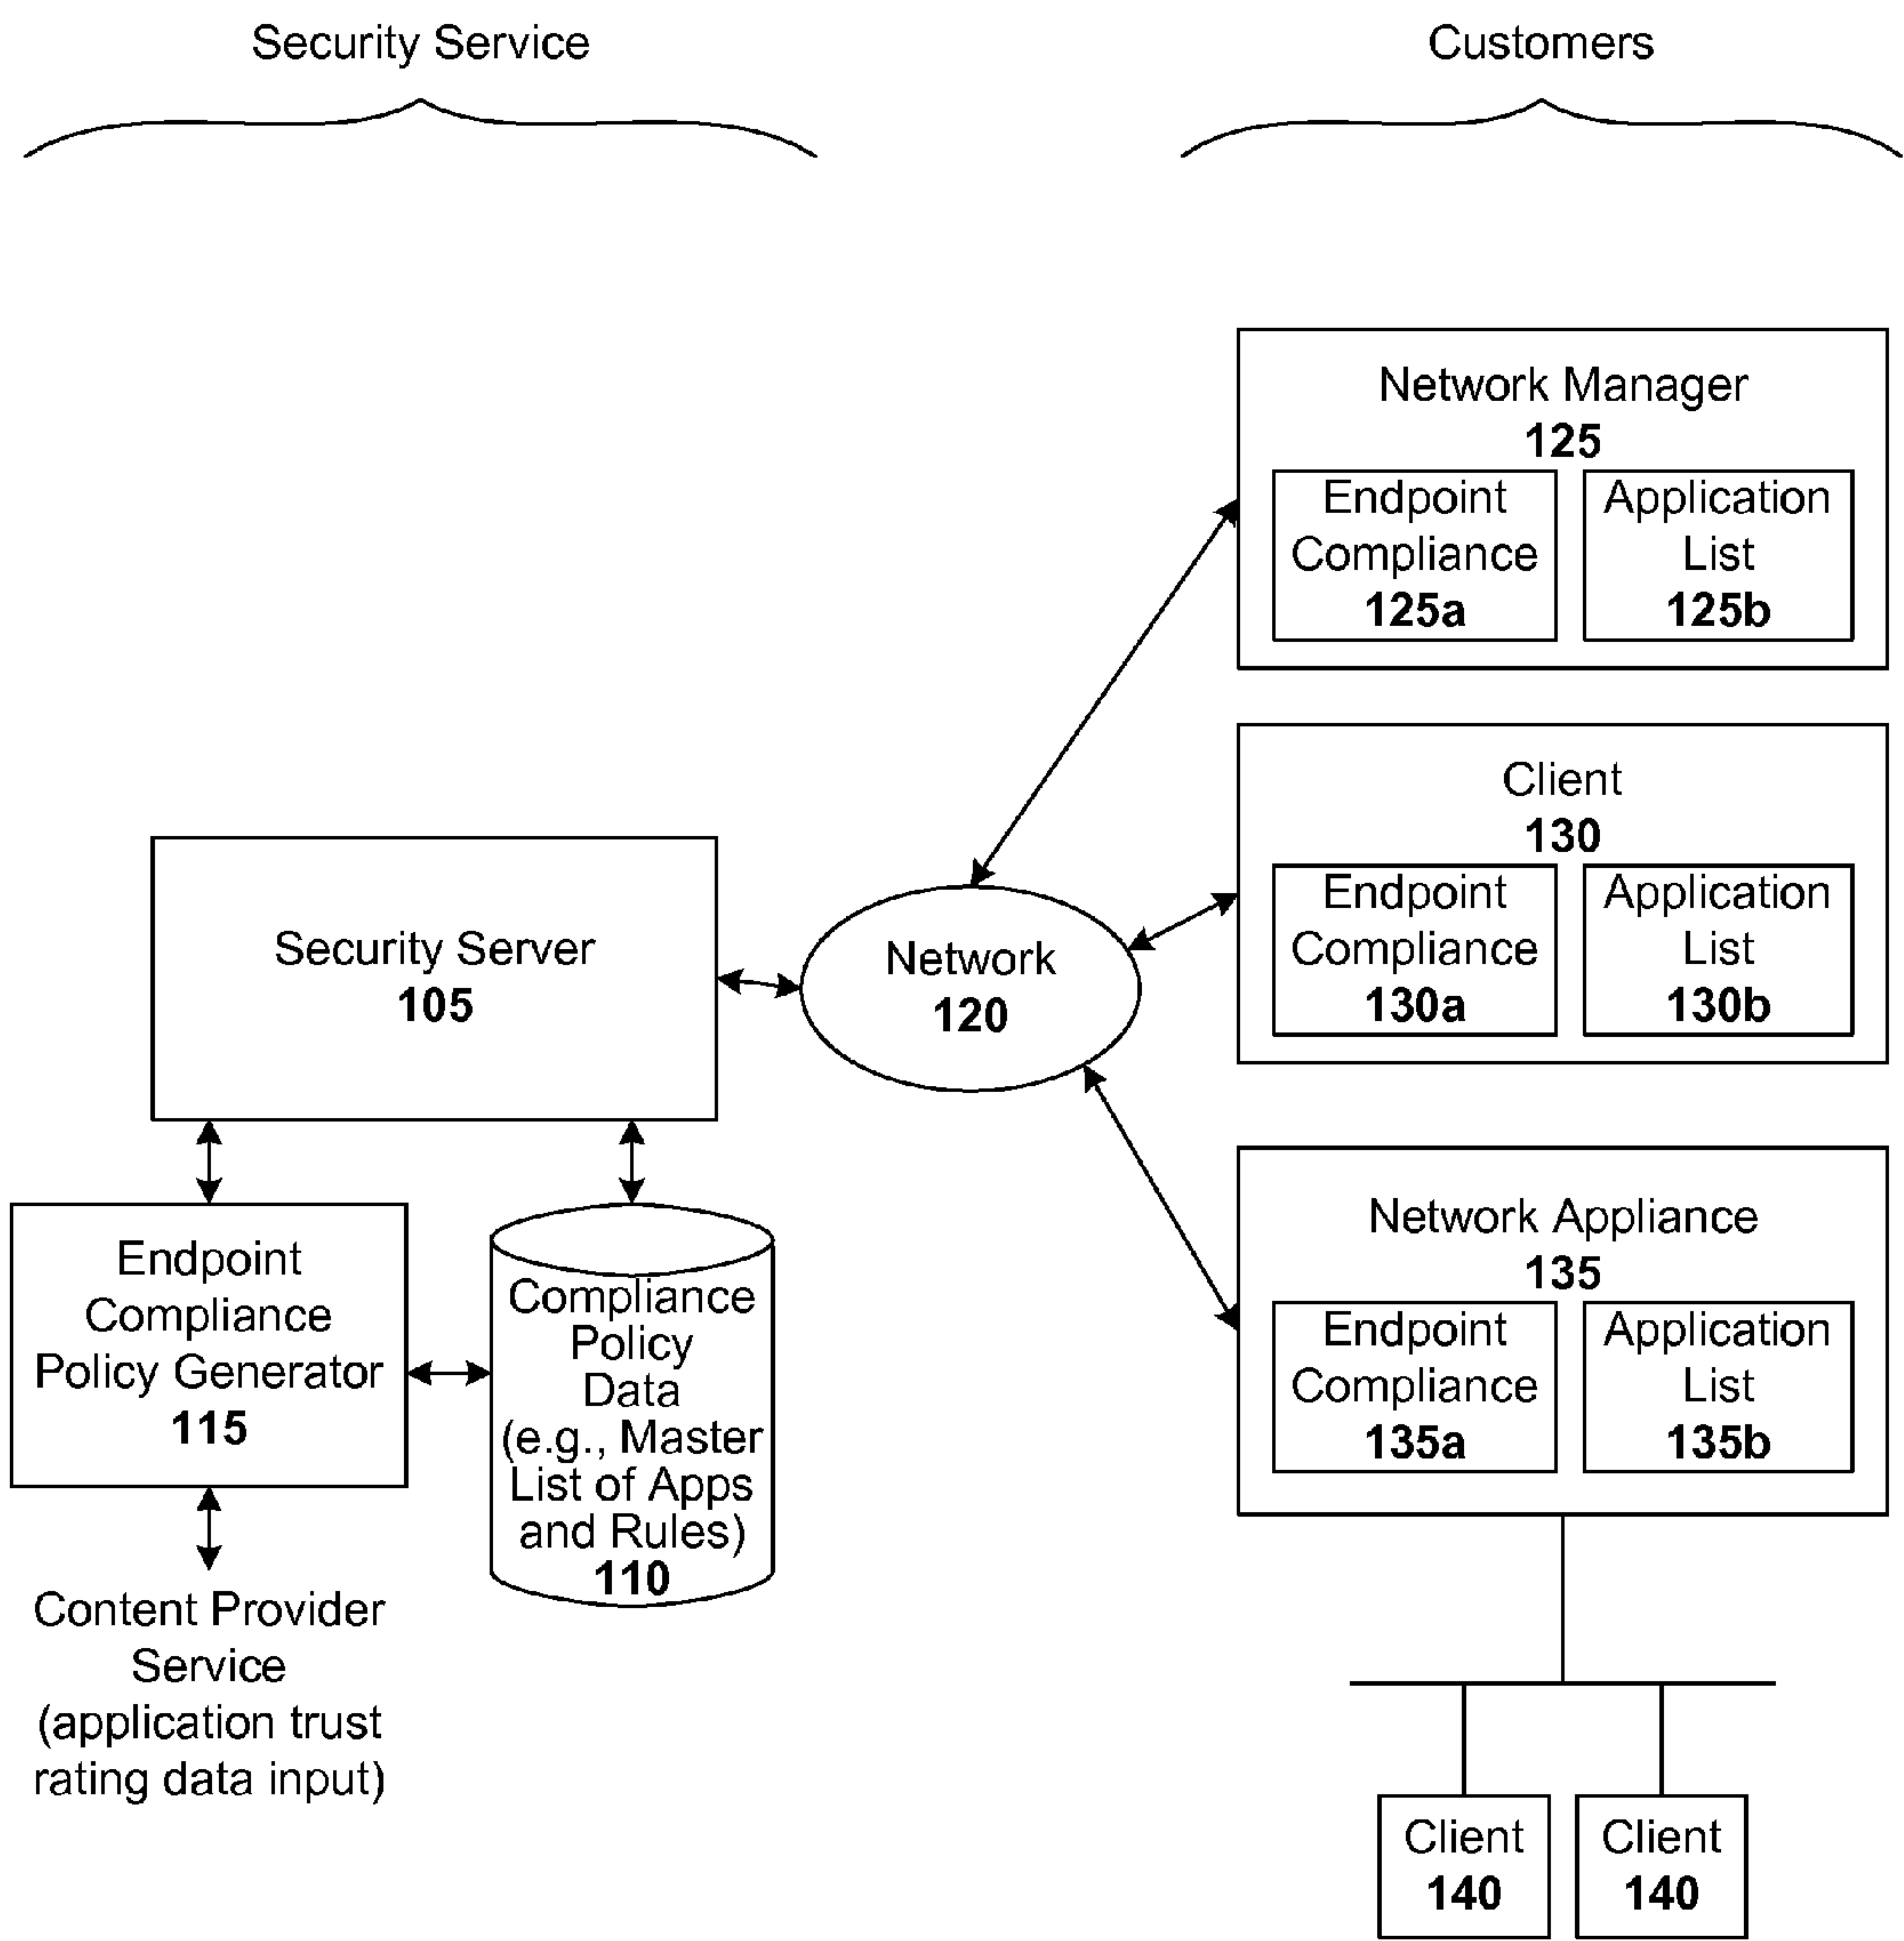 Security Service
Customers
Network Manager
125
Endpoint
Compliance
125a
Application
List
125b
Client
130
Endpoint
Compliance
130a
Application
List
130b
Security Server
105
Network
120
Network Appliance
135
Endpoint
Compliance
135a
Application
List
135b
Endpoint
Compliance
Policy Generator
115
Compliance
Policy
Data
(e.g., Master
List of Apps
and Rules)
110
Content Provider
Service
(application trust
rating data input)
Client
140
Client
140